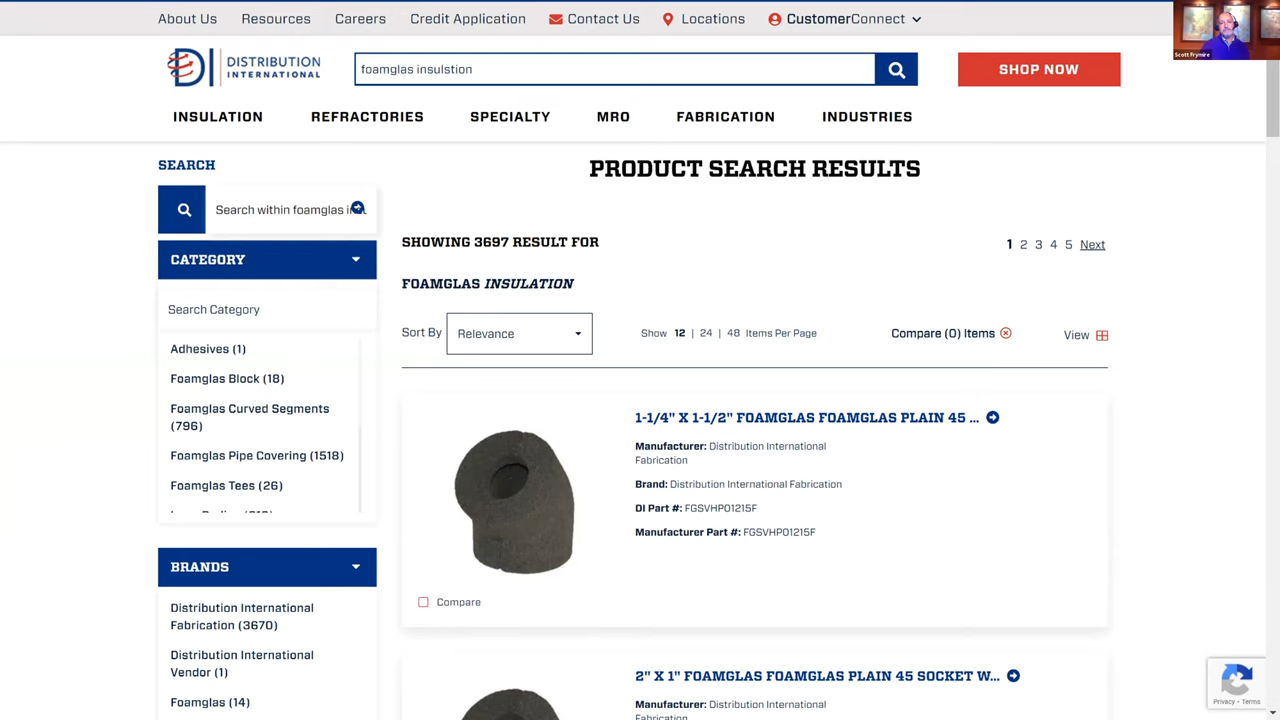 About Us
Resources
Careers
Credit Application
Contact Us
Locations
CustomerConnect
Scott Frymire
DI DISTRIBUTION
INTERNATIONAL
foamglas insulstion
SHOP NOW
INSULATION
REFRACTORIES
SPECIALTY
MRO
FABRICATION
INDUSTRIES
SEARCH
Search within foamglas
CATEGORY
Search Category
Adhesives (1)
Foamglas Block (18)
Foamglas Curved Segments
(796)
Foamglas Pipe Covering (1518)
Foamglas Tees (26)
BRANDS
Distribution International
Fabrication (3670)
Distribution International
Vendor (1)
Foamglas (14)
PRODUCT SEARCH RESULTS
SHOWING 3697 RESULT FOR
1 2 3 4 5 Next
FOAMGLAS INSULATION
Sort By Relevance
Show 12 | 24 | 48 Items Per Page
Compare (0) Items
View
1-1/4" X 1-1/2" FOAMGLAS FOAMGLAS PLAIN 45 ...
Manufacturer: Distribution International
Fabrication
Brand: Distribution International Fabrication
DI Part #: FGSVHP01215F
Manufacturer Part #: FGSVHP01215F
Compare
2" X 1" FOAMGLAS FOAMGLAS PLAIN 45 SOCKET W...
Manufacturer: Distribution International
Fabrication
Privacy - Terms